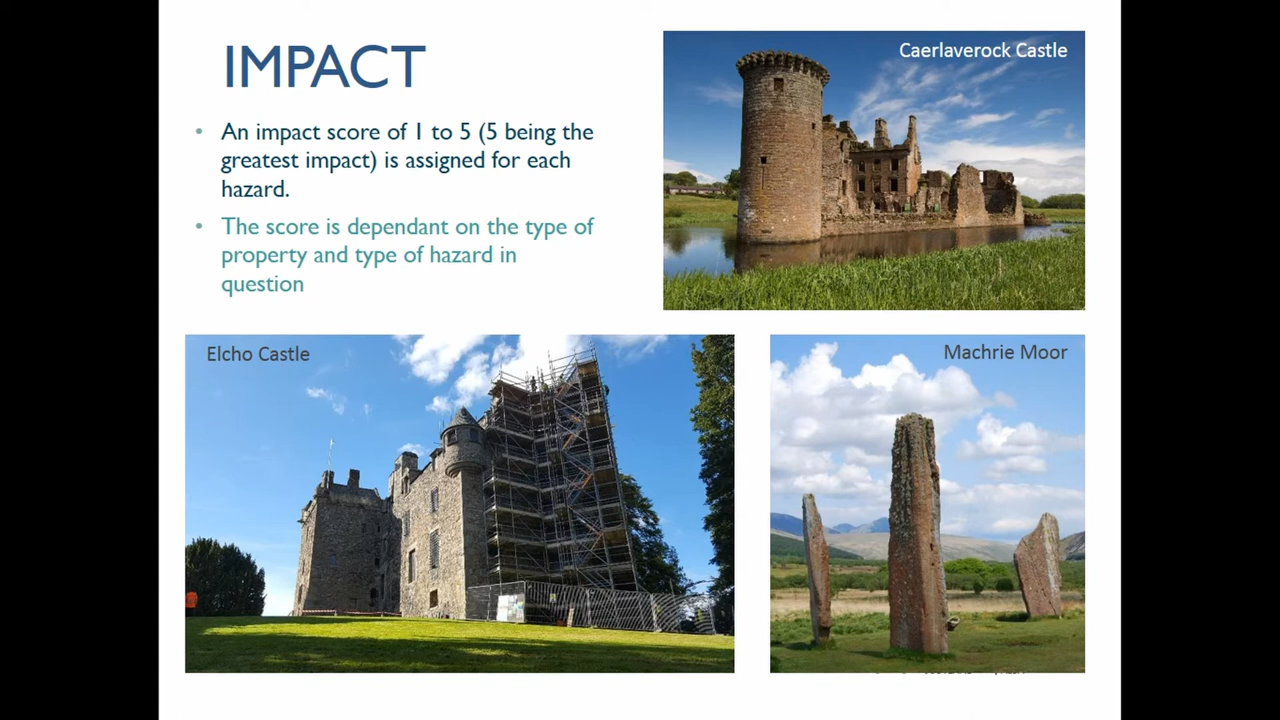 IMPACT
• An impact score of 1 to 5 (5 being the
greatest impact) is assigned for each
hazard.
• The score is dependant on the type of
property and type of hazard in
question
Caerlaverock Castle
Elcho Castle
Machrie Moor